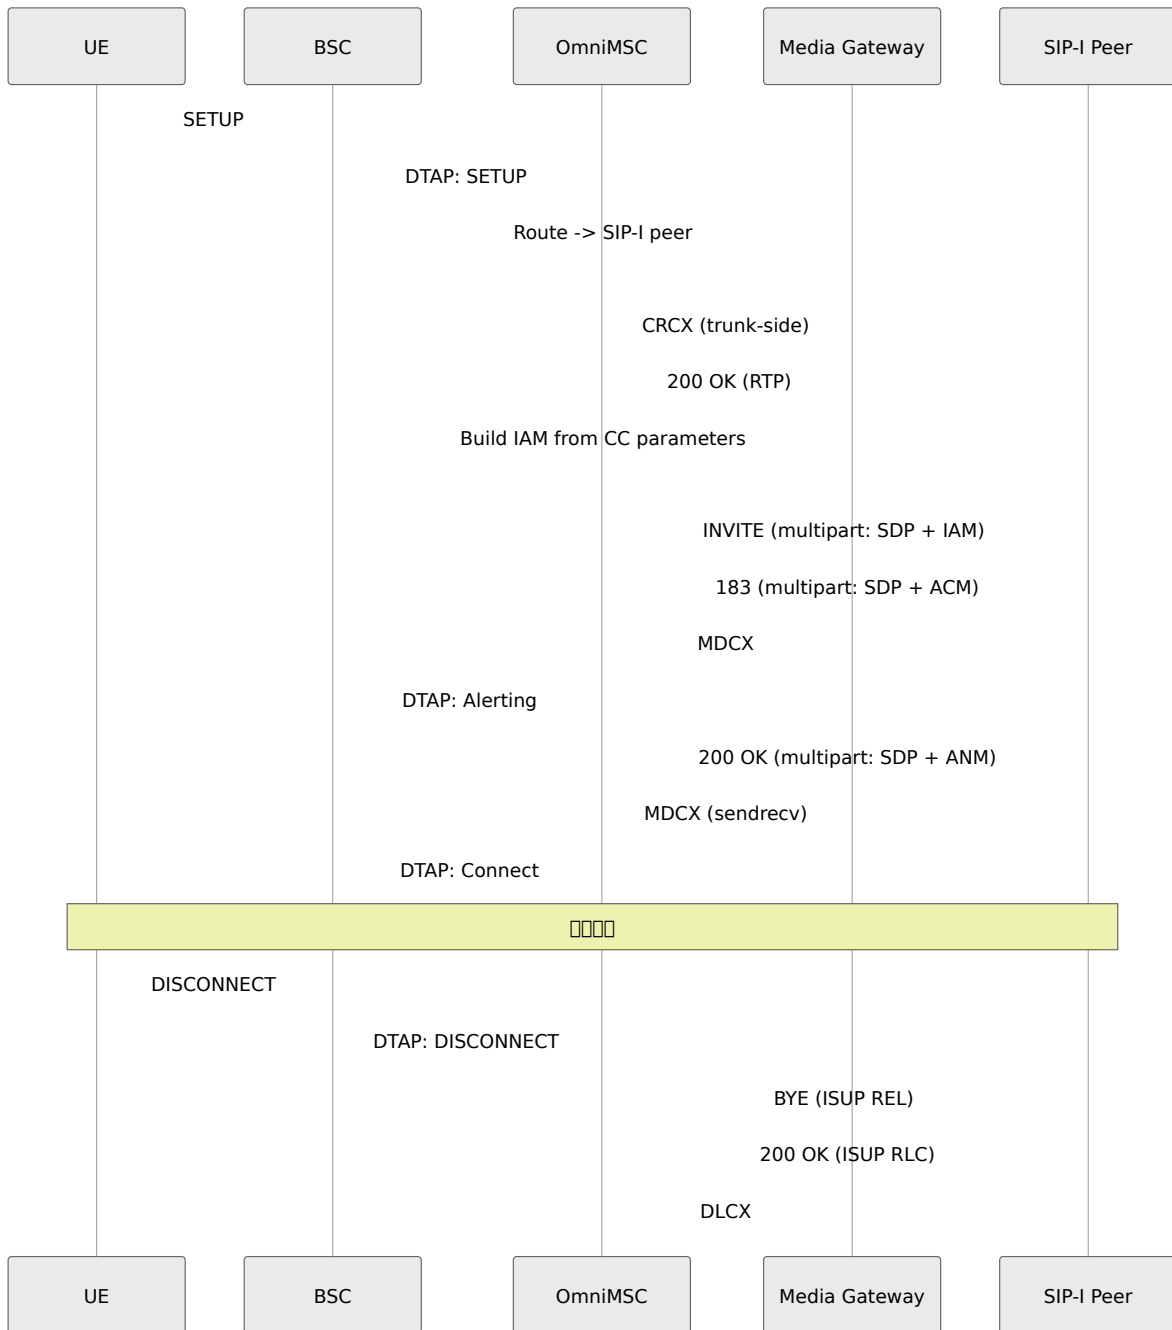 UE BSC OmniMSC Media Gateway SIP-I Peer
SETUP
DTAP: SETUP
Route -> SIP-I peer
CRCX (trunk-side)
200 OK (RTP)
Build IAM from CC parameters
INVITE (multipart: SDP + IAM)
183 (multipart: SDP + ACM)
MDCX
DTAP: Alerting
200 OK (multipart: SDP + ANM)
MDCX (sendrecv)
DTAP: Connect
DISCONNECT
DTAP: DISCONNECT
BYE (ISUP REL)
200 OK (ISUP RLC)
DLCX
UE BSC OmniMSC Media Gateway SIP-I Peer